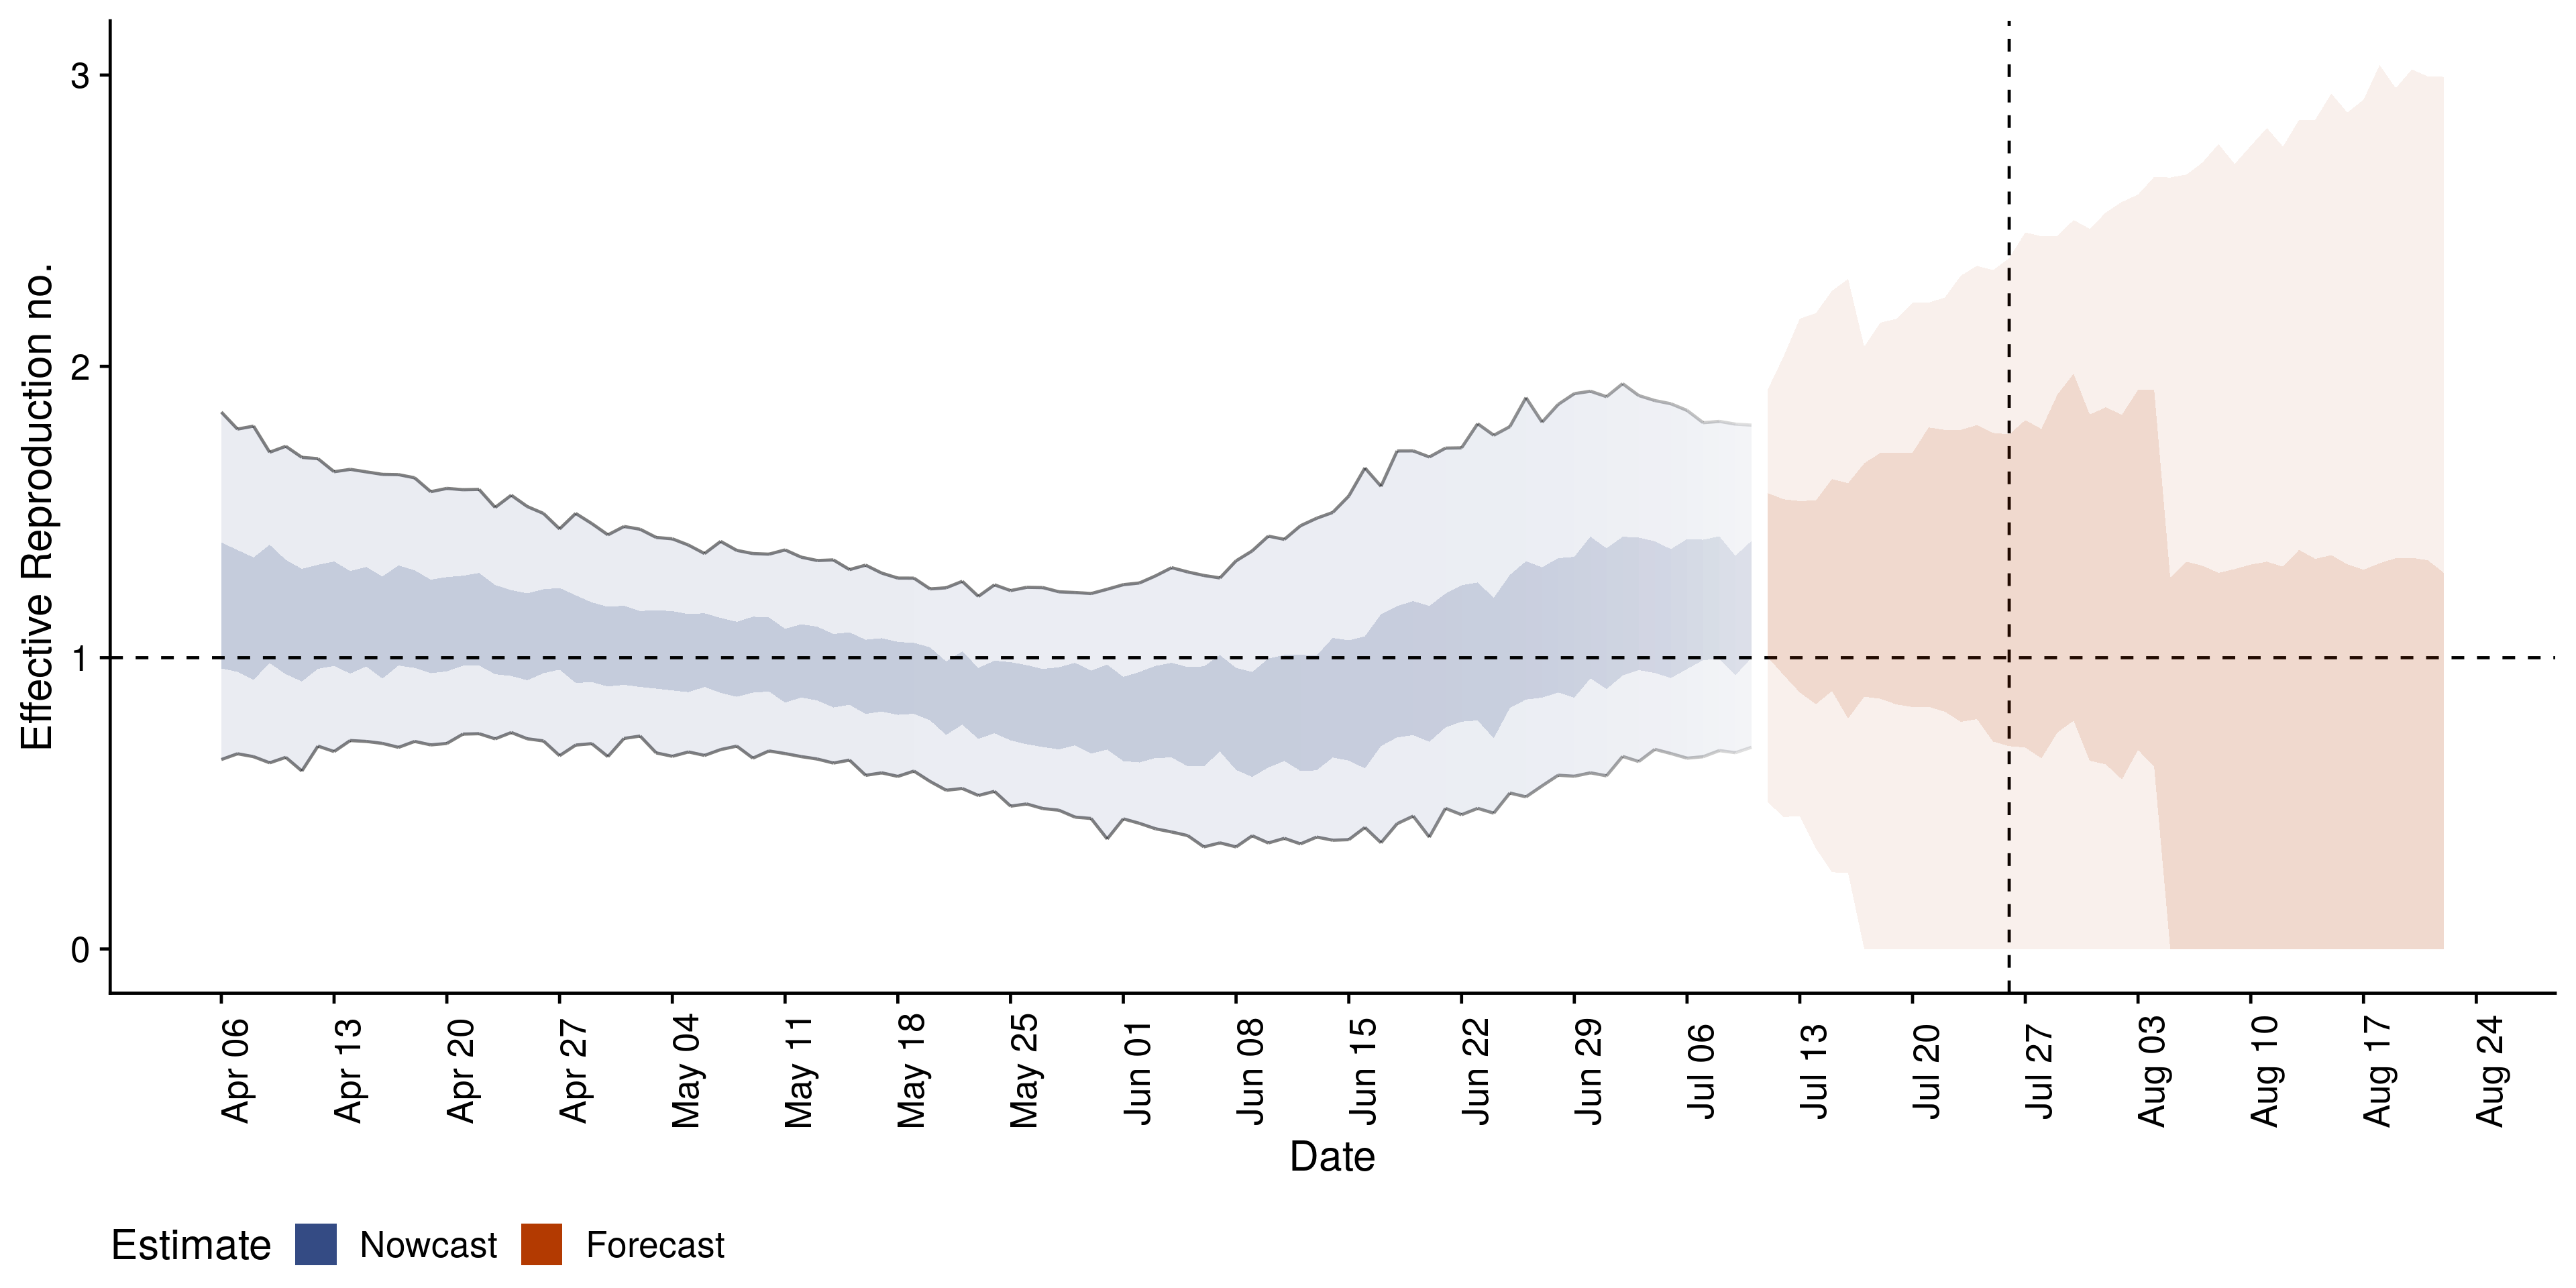 Effective Reproduction no.
3
2
1
0
Apr 06
Apr 13
Apr 20
Apr 27
May 04
May 11
May 18
May 25
Jun 01
Jun 08
Jun 15
Jun 22
Jun 29
Jul 06
Jul 13
Jul 20
Jul 27
Aug 03
Aug 10
Aug 17
Aug 24
Date
Estimate Nowcast Forecast